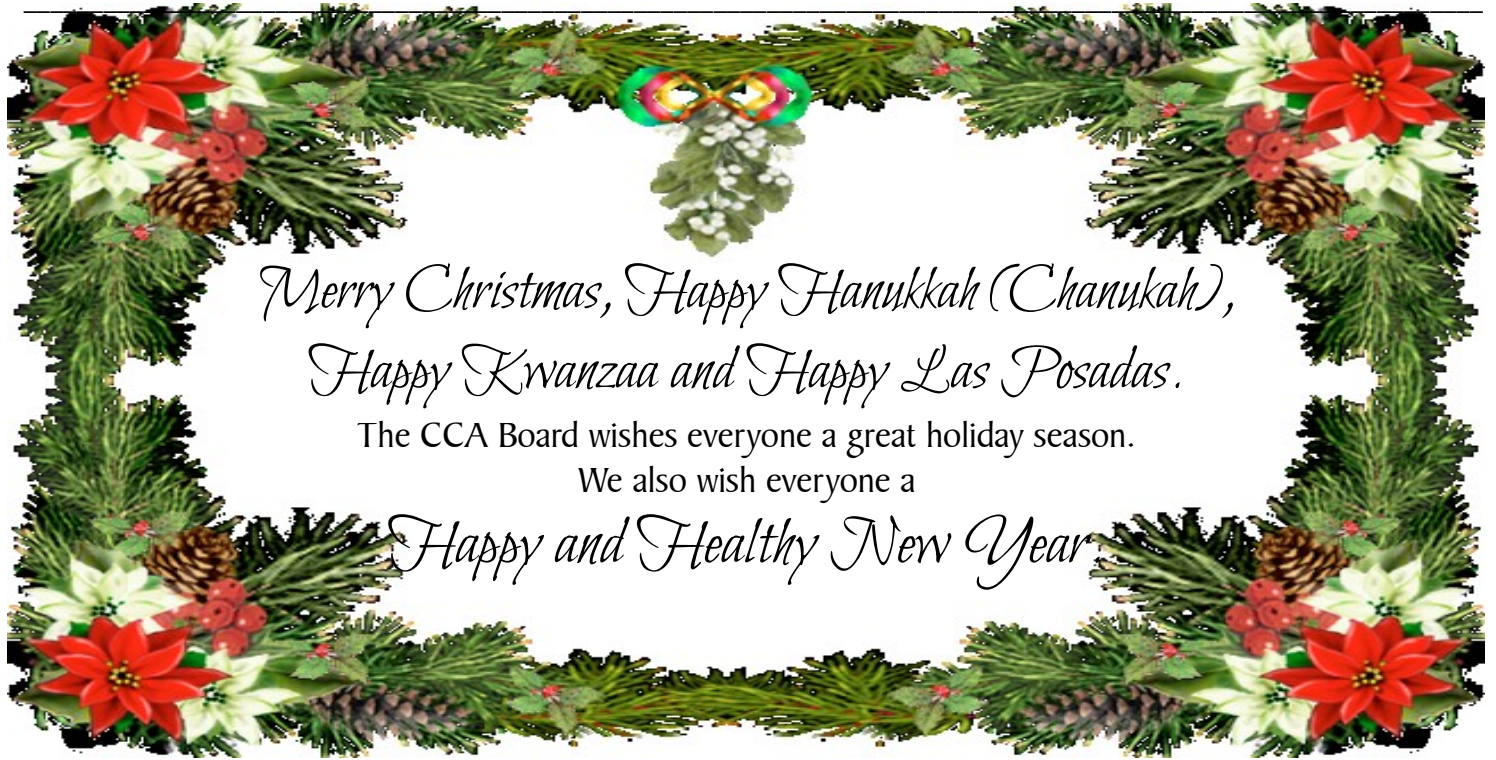 Merry Christmas, Happy Hanukkah (Chanukah),
Happy Kwanzaa and Happy Las Posadas.
The CCA Board wishes everyone a great holiday season.
We also wish everyone a
Happy and Healthy New Year